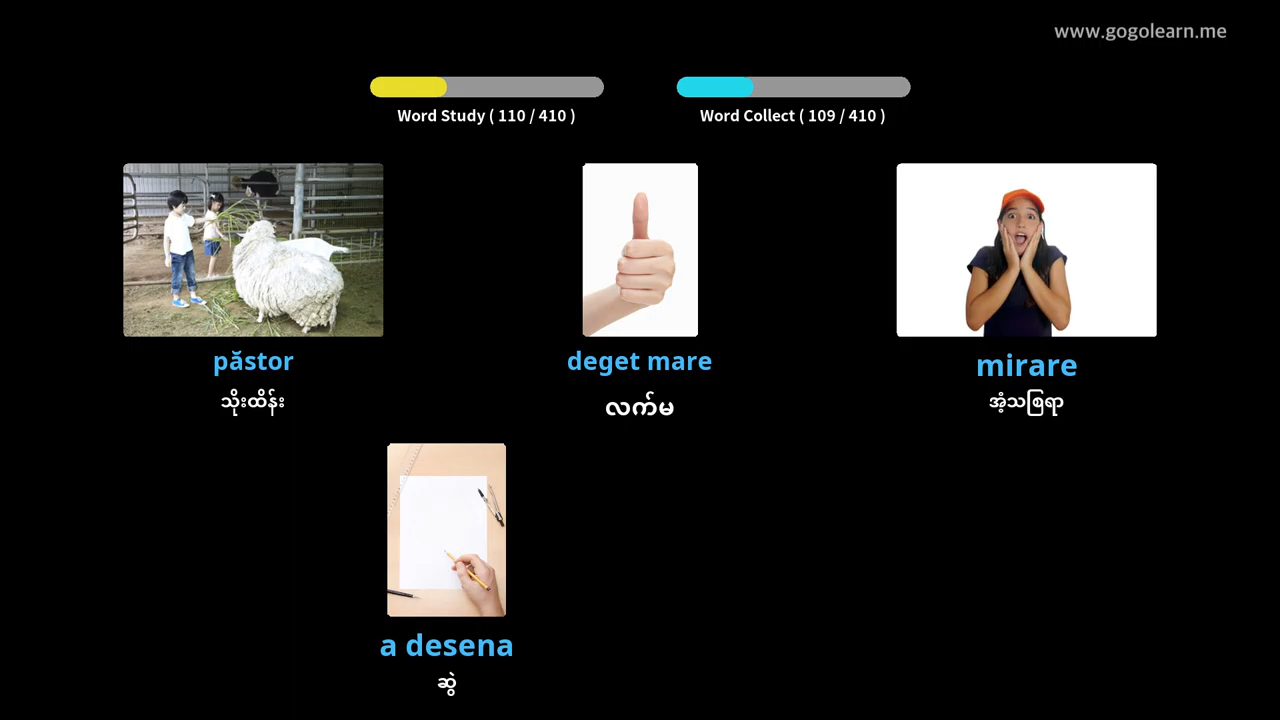 www.gogolearn.me
Word Study ( 110 / 410 )
Word Collect ( 109 / 410 )
păstor
သိုးထိန်း
deget mare
လက်မ
mirare
အံ့သစြရာ
a desena
ဆွဲ